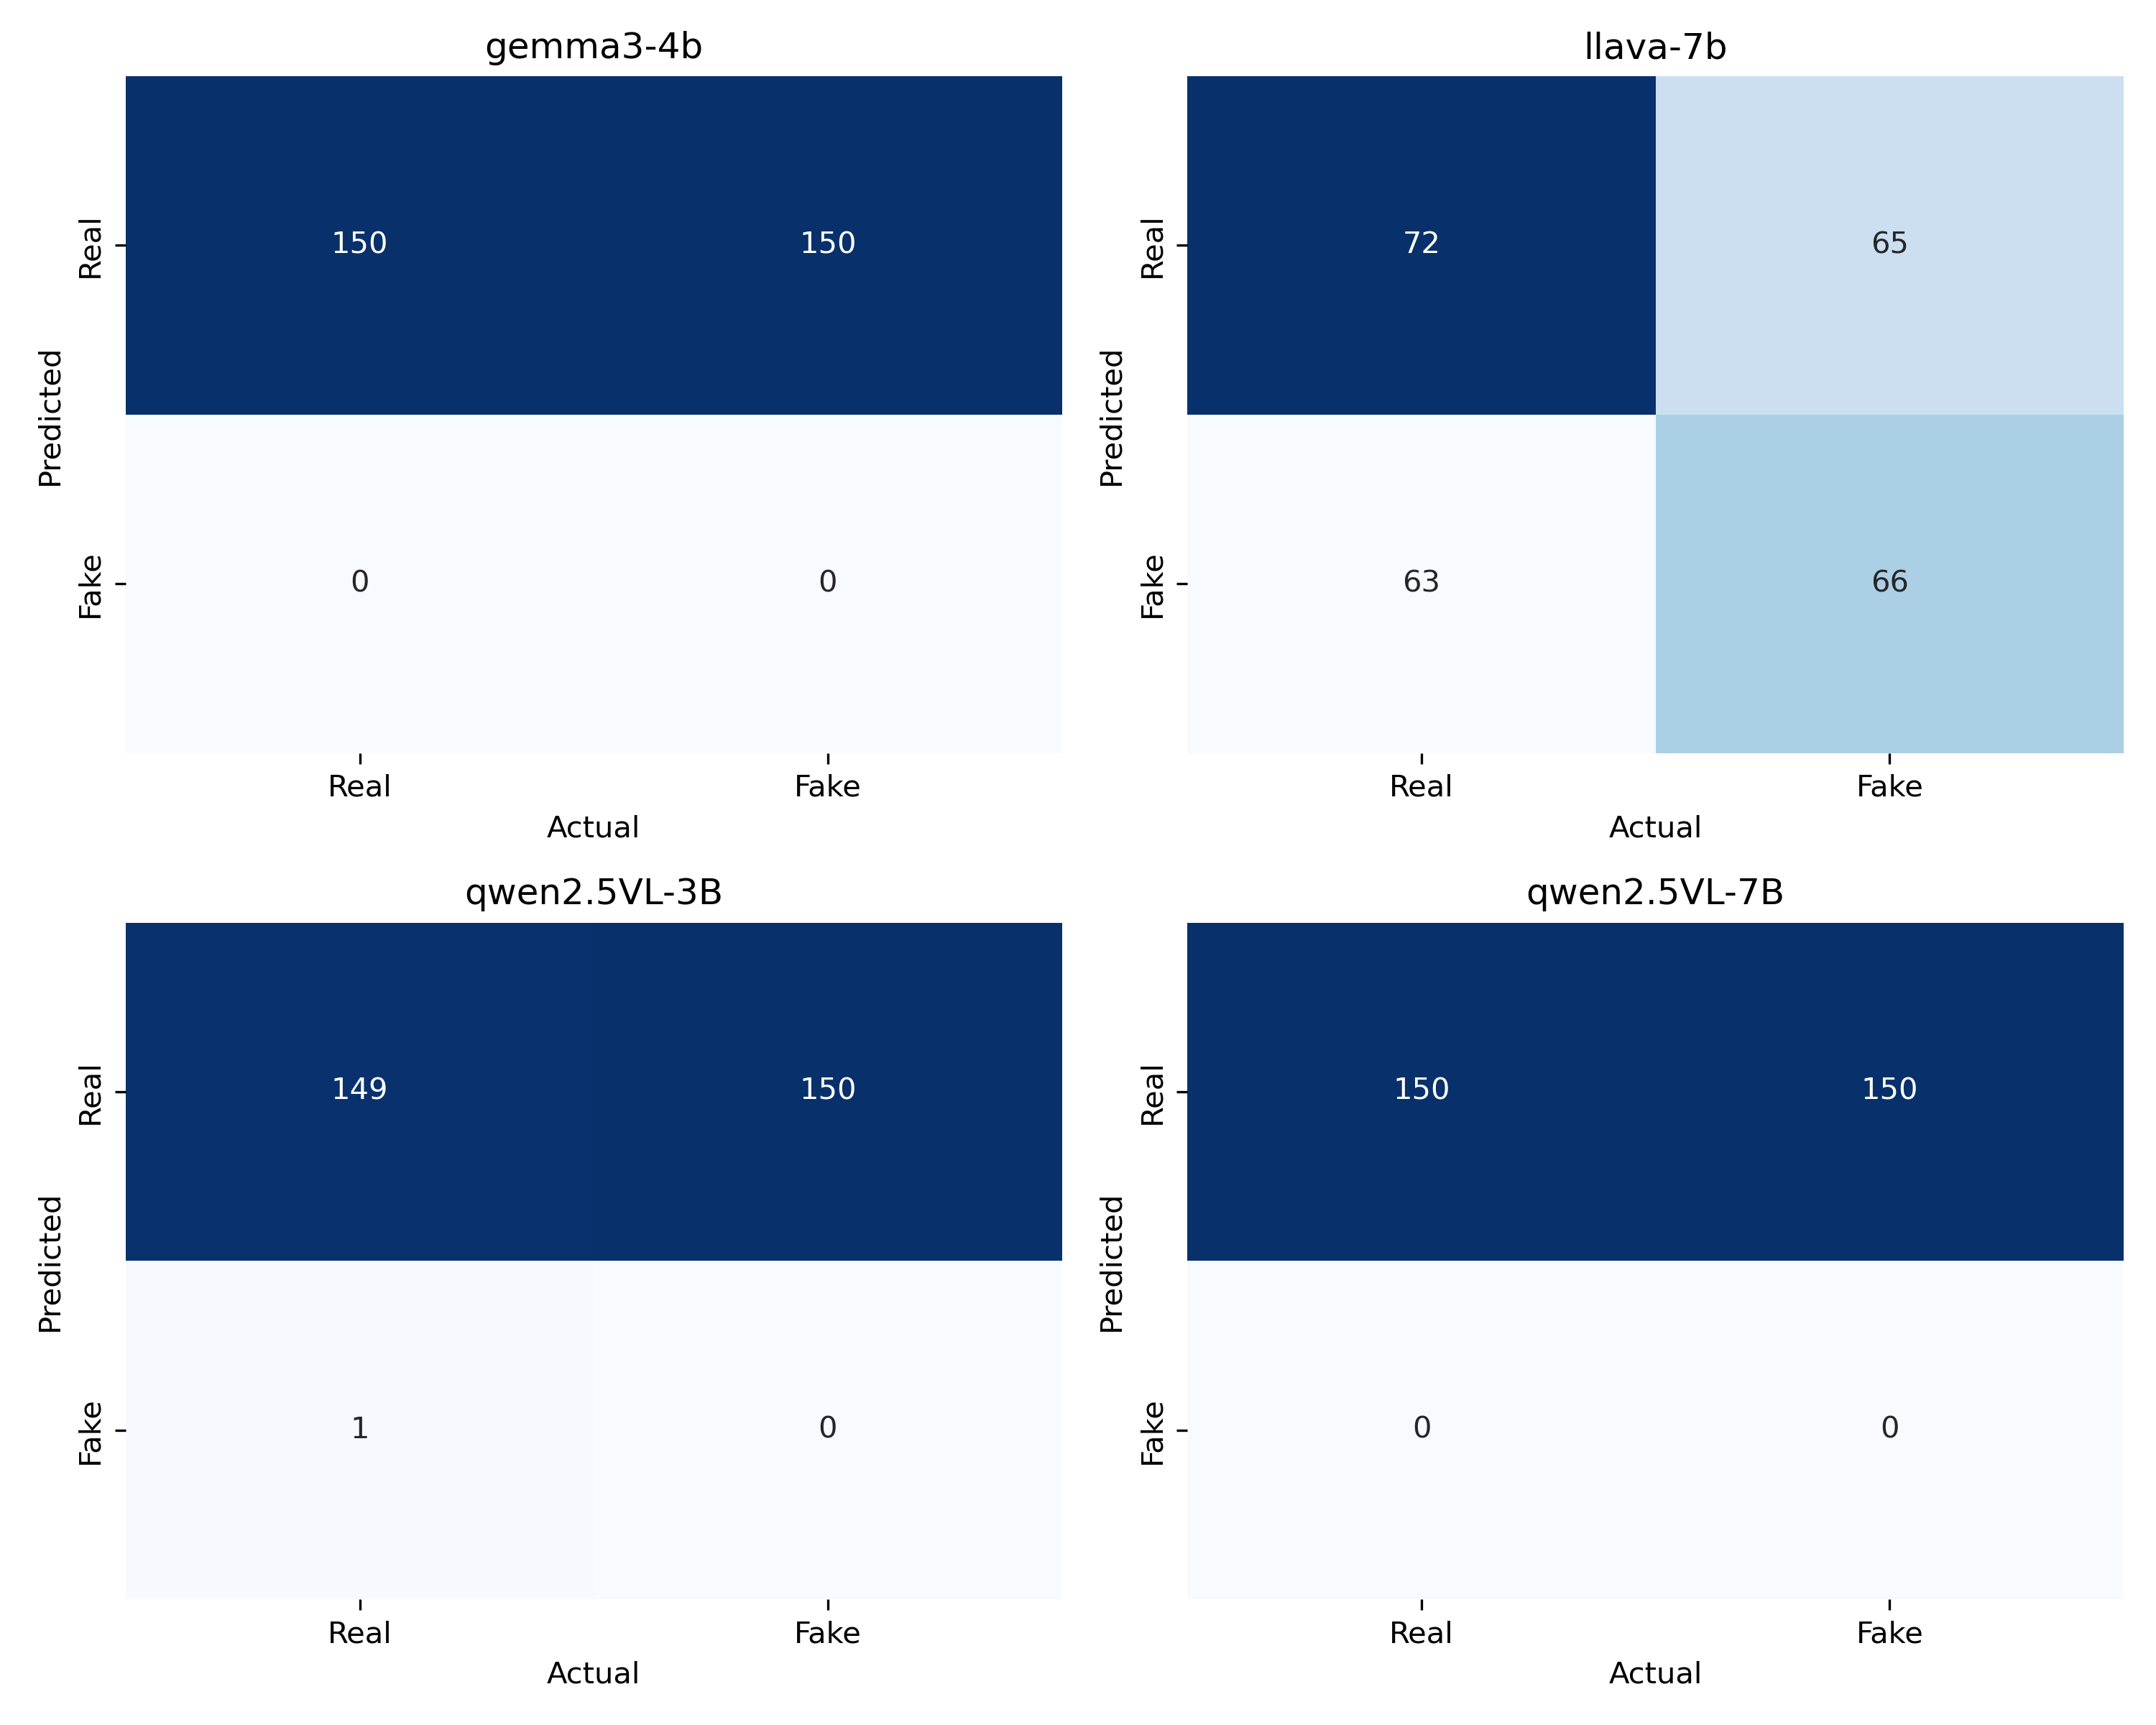 gemma3-4b
Predicted
Real
150
150
Fake
0
0
Real
Fake
Actual
llava-7b
Predicted
Real
72
65
Fake
63
66
Real
Fake
Actual
qwen2.5VL-3B
Predicted
Real
149
150
Fake
1
0
Real
Fake
Actual
qwen2.5VL-7B
Predicted
Real
150
150
Fake
0
0
Real
Fake
Actual